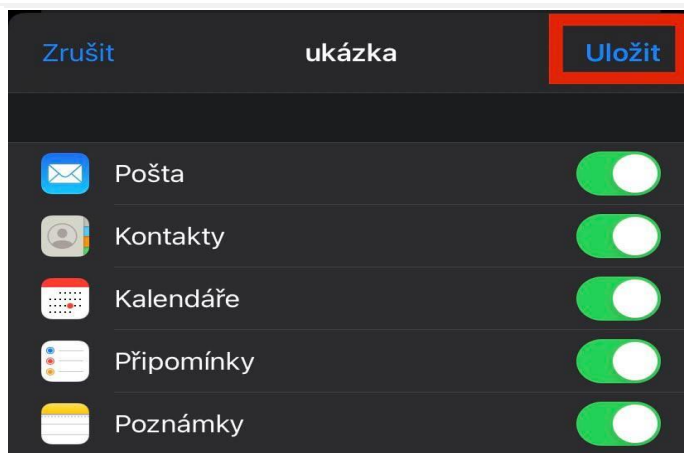 Zrušit ukázka Uložit
Pošta
Kontakty
Kalendáře
Připomínky
Poznámky